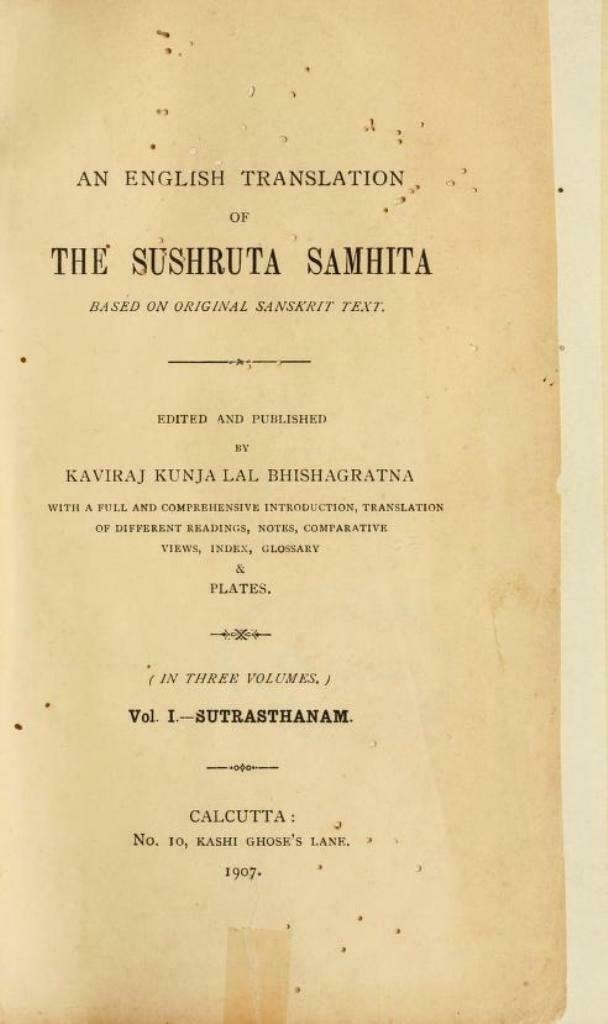 AN ENGLISH TRANSLATION
OF
THE SUSHRUTA SAMHITA
BASED ON ORIGINAL SANSKRIT TEXT.
EDITED AND PUBLISHED
BY
KAVIRAJ KUNJA LAL BHISHAGRATNA
WITH A FULL AND COMPREHENSIVE INTRODUCTION, TRANSLATION
OF DIFFERENT READINGS, NOTES, COMPARATIVE
VIEWS, INDEX, GLOSSARY
&
PLATES.
( IN THREE VOLUMES. )
Vol. I.—SUTRASTHANAM.
CALCUTTA :
No. 10, KASHI GHOSE'S LANE.
1907.